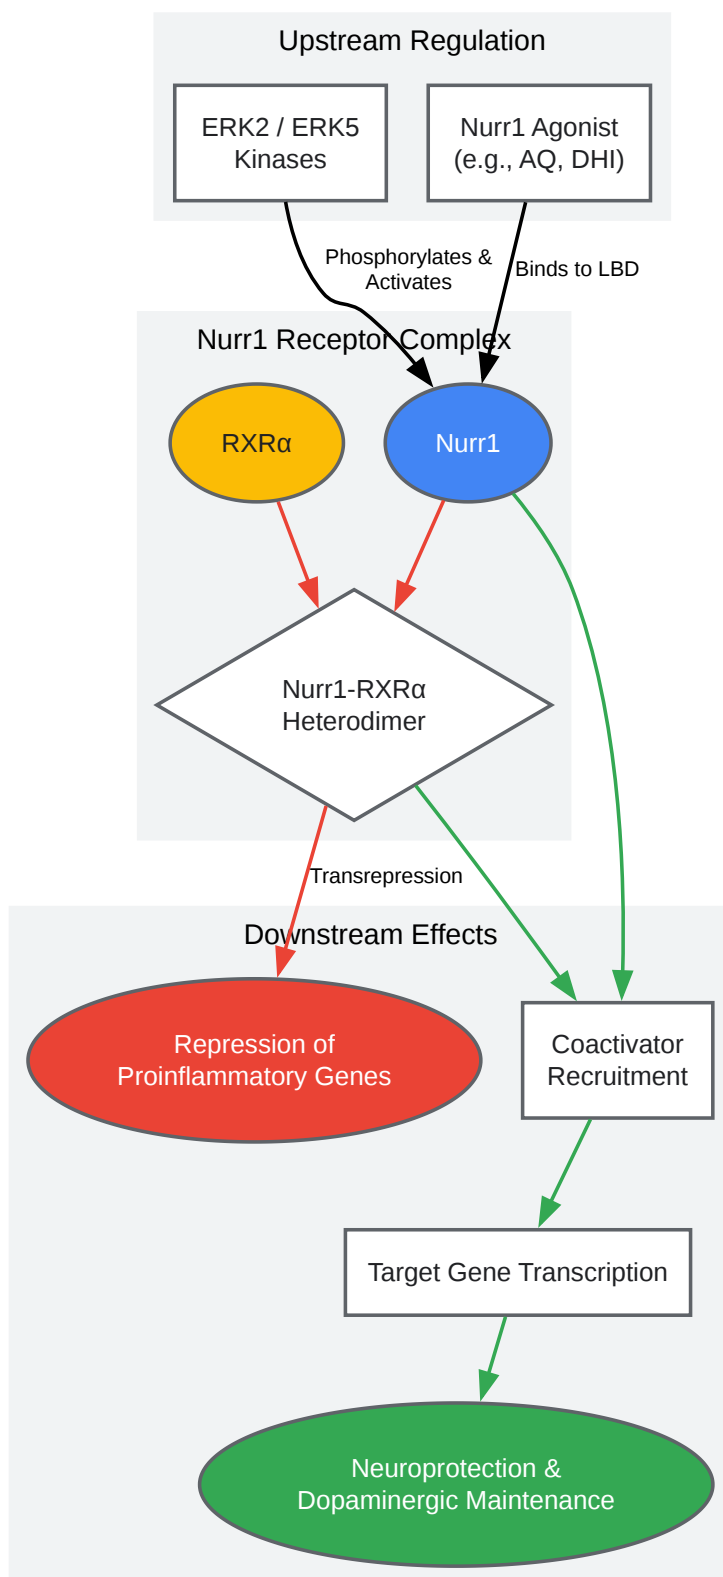 Upstream Regulation
ERK2 / ERK5
Kinases
Nurr1 Agonist
(e.g., AQ, DHI)
Phosphorylates &
Activates
Binds to LBD
Nurr1 Receptor Complex
RXRα
Nurr1
Nurr1-RXRα
Heterodimer
Transrepression
Downstream Effects
Repression of
Proinflammatory Genes
Coactivator
Recruitment
Target Gene Transcription
Neuroprotection &
Dopaminergic Maintenance